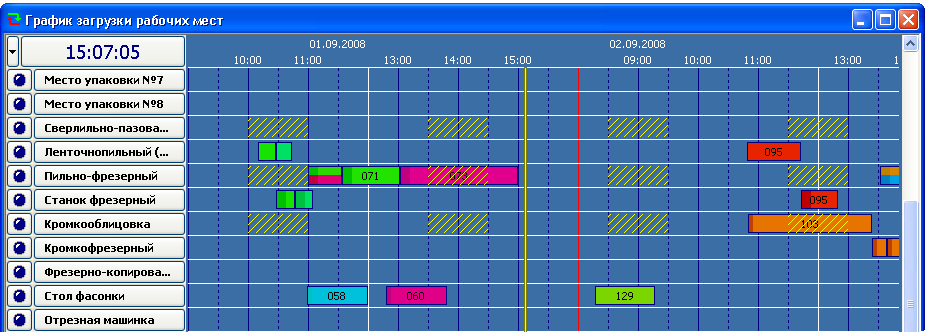 График загрузки рабочих мест
15:07:05
01.09.2008 02.09.2008
10:00 11:00 13:00 14:00 15:00 09:00 10:00 11:00 13:00 1
Место упаковки №7
Место упаковки №8
Сверлильно-пазова...
Ленточнопильный (... 095
Пильно-фрезерный 071
Станок фрезерный 095
Кромкооблицовка 103
Кромкофрезерный
Фрезерно-копирова...
Стол фасонки 058 060 129
Отрезная машинка